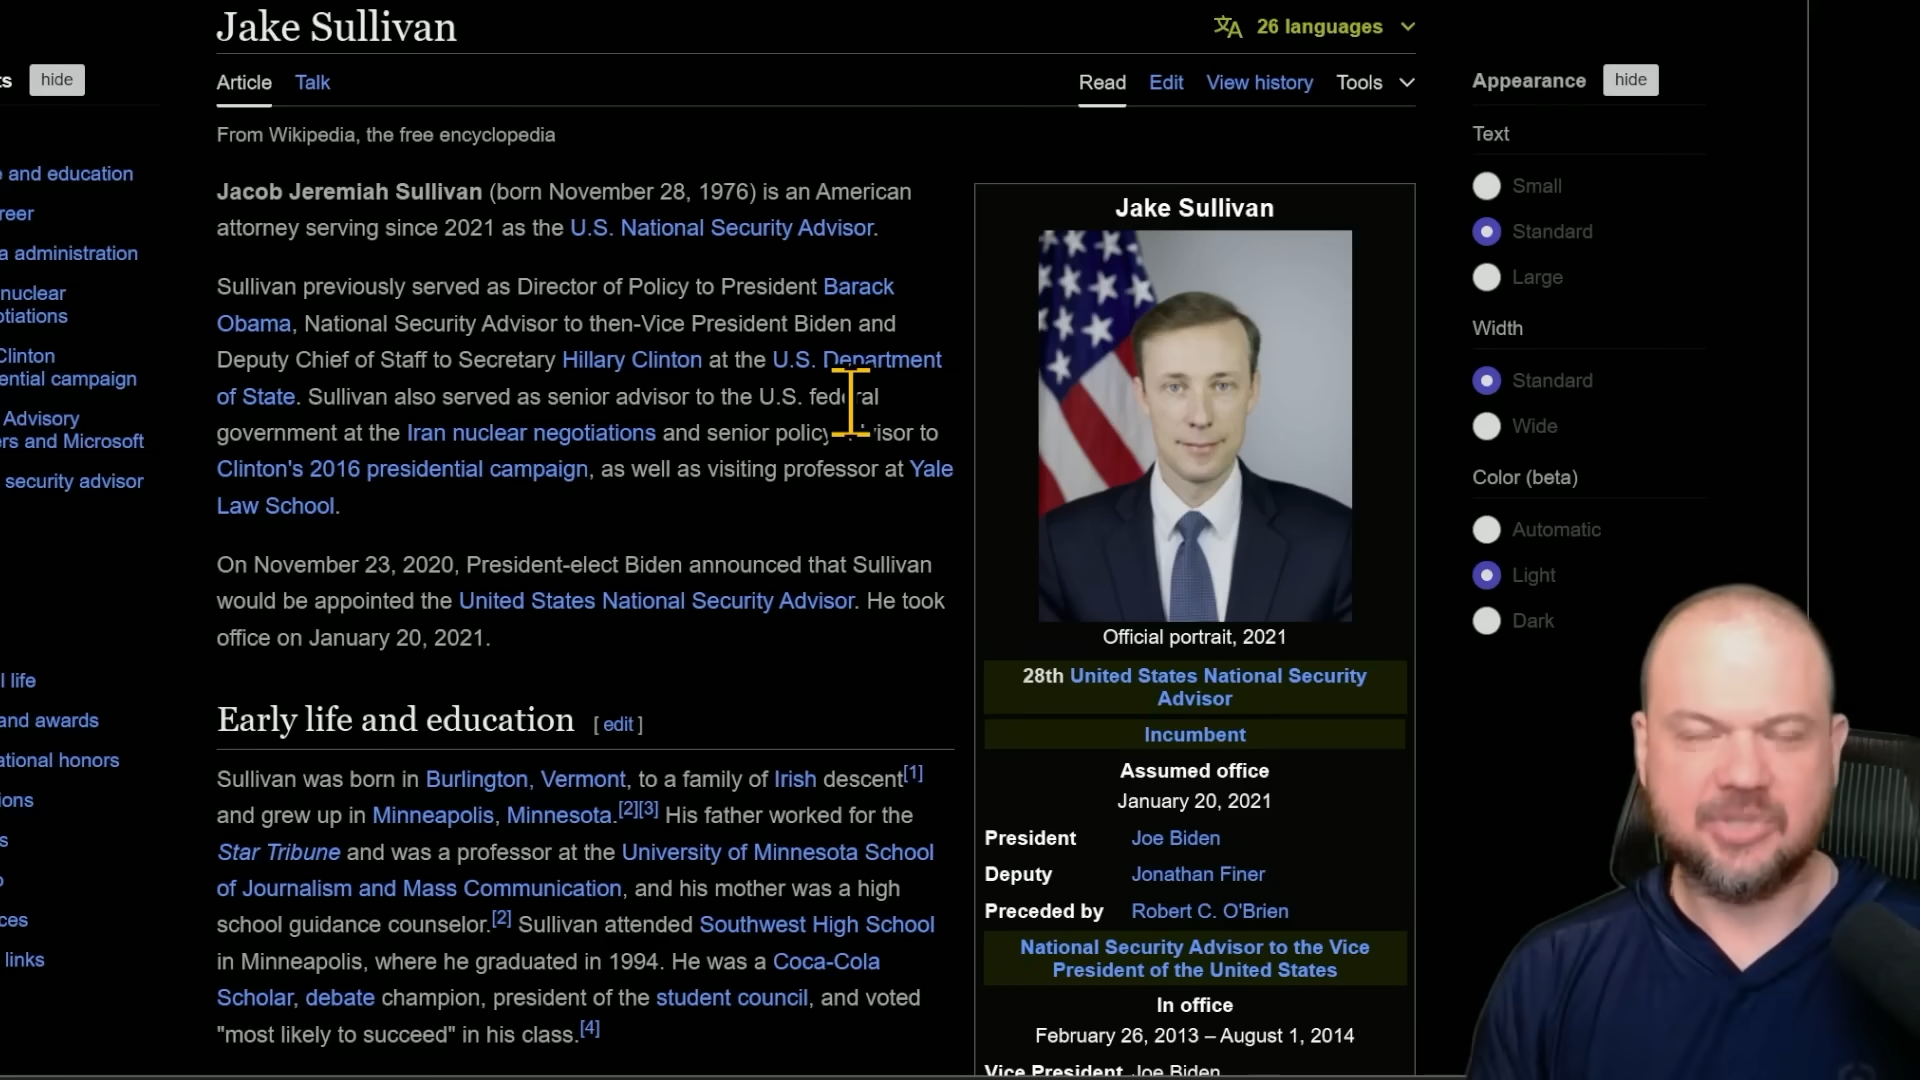 Jake Sullivan
26 languages
ts hide
Article Talk
Read Edit View history Tools
Appearance hide
From Wikipedia, the free encyclopedia
e and education
reer
a administration
nuclear
otiations
Clinton
ential campaign
Advisory
ers and Microsoft
security advisor
l life
and awards
ational honors
ions
s
ces
links
Jacob Jeremiah Sullivan (born November 28, 1976) is an American
attorney serving since 2021 as the U.S. National Security Advisor.
Sullivan previously served as Director of Policy to President Barack
Obama, National Security Advisor to then-Vice President Biden and
Deputy Chief of Staff to Secretary Hillary Clinton at the U.S. Department
of State. Sullivan also served as senior advisor to the U.S. federal
government at the Iran nuclear negotiations and senior policy advisor to
Clinton's 2016 presidential campaign, as well as visiting professor at Yale
Law School.
On November 23, 2020, President-elect Biden announced that Sullivan
would be appointed the United States National Security Advisor. He took
office on January 20, 2021.
Early life and education [ edit ]
Sullivan was born in Burlington, Vermont, to a family of Irish descent[1]
and grew up in Minneapolis, Minnesota.[2][3] His father worked for the
Star Tribune and was a professor at the University of Minnesota School
of Journalism and Mass Communication, and his mother was a high
school guidance counselor.[2] Sullivan attended Southwest High School
in Minneapolis, where he graduated in 1994. He was a Coca-Cola
Scholar, debate champion, president of the student council, and voted
"most likely to succeed" in his class.[4]
Jake Sullivan
Official portrait, 2021
28th United States National Security
Advisor
Incumbent
Assumed office
January 20, 2021
President Joe Biden
Deputy Jonathan Finer
Preceded by Robert C. O'Brien
National Security Advisor to the Vice
President of the United States
In office
February 26, 2013 – August 1, 2014
Vice President Joe Biden
Text
Small
Standard
Large
Width
Standard
Wide
Color (beta)
Automatic
Light
Dark